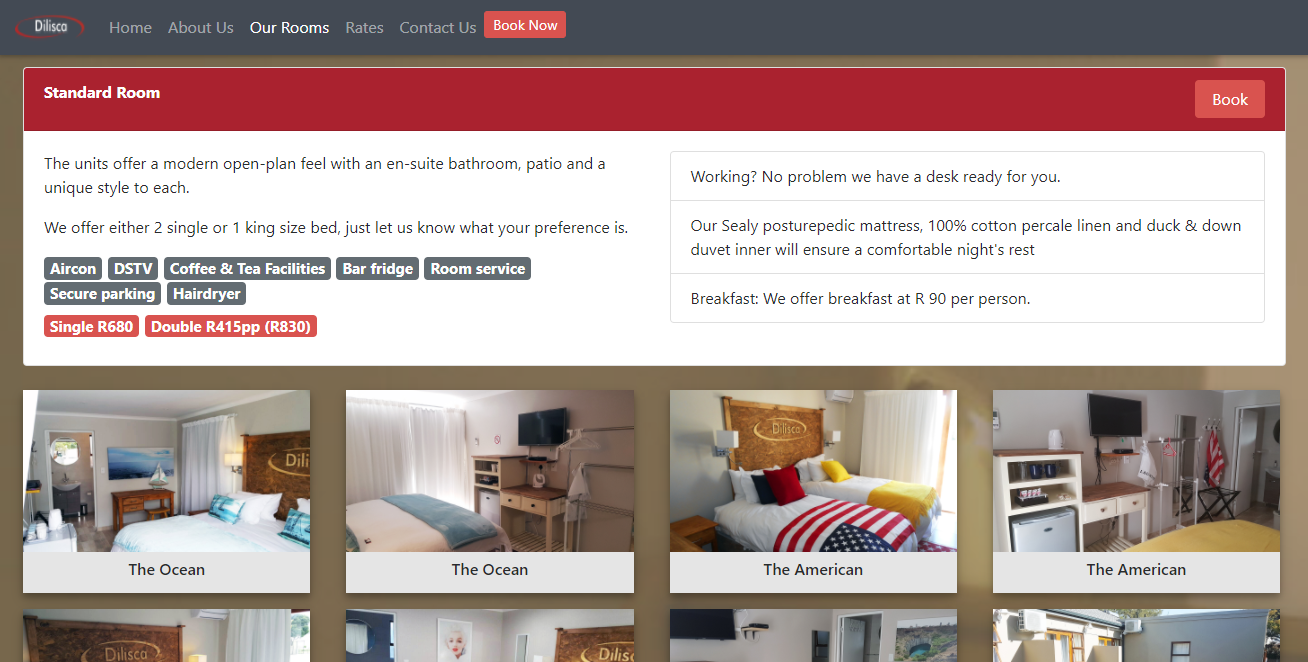 Dilisca Home About Us Our Rooms Rates Contact Us Book Now
Standard Room
Book
The units offer a modern open-plan feel with an en-suite bathroom, patio and a
unique style to each.
We offer either 2 single or 1 king size bed, just let us know what your preference is.
Aircon DSTV Coffee & Tea Facilities Bar fridge Room service
Secure parking Hairdryer
Single R680 Double R415pp (R830)
Working? No problem we have a desk ready for you.
Our Sealy posturepedic mattress, 100% cotton percale linen and duck & down
duvet inner will ensure a comfortable night's rest
Breakfast: We offer breakfast at R 90 per person.
Dili
Dilisca
The Ocean
The Ocean
The American
The American
Dilisca
Dilisc